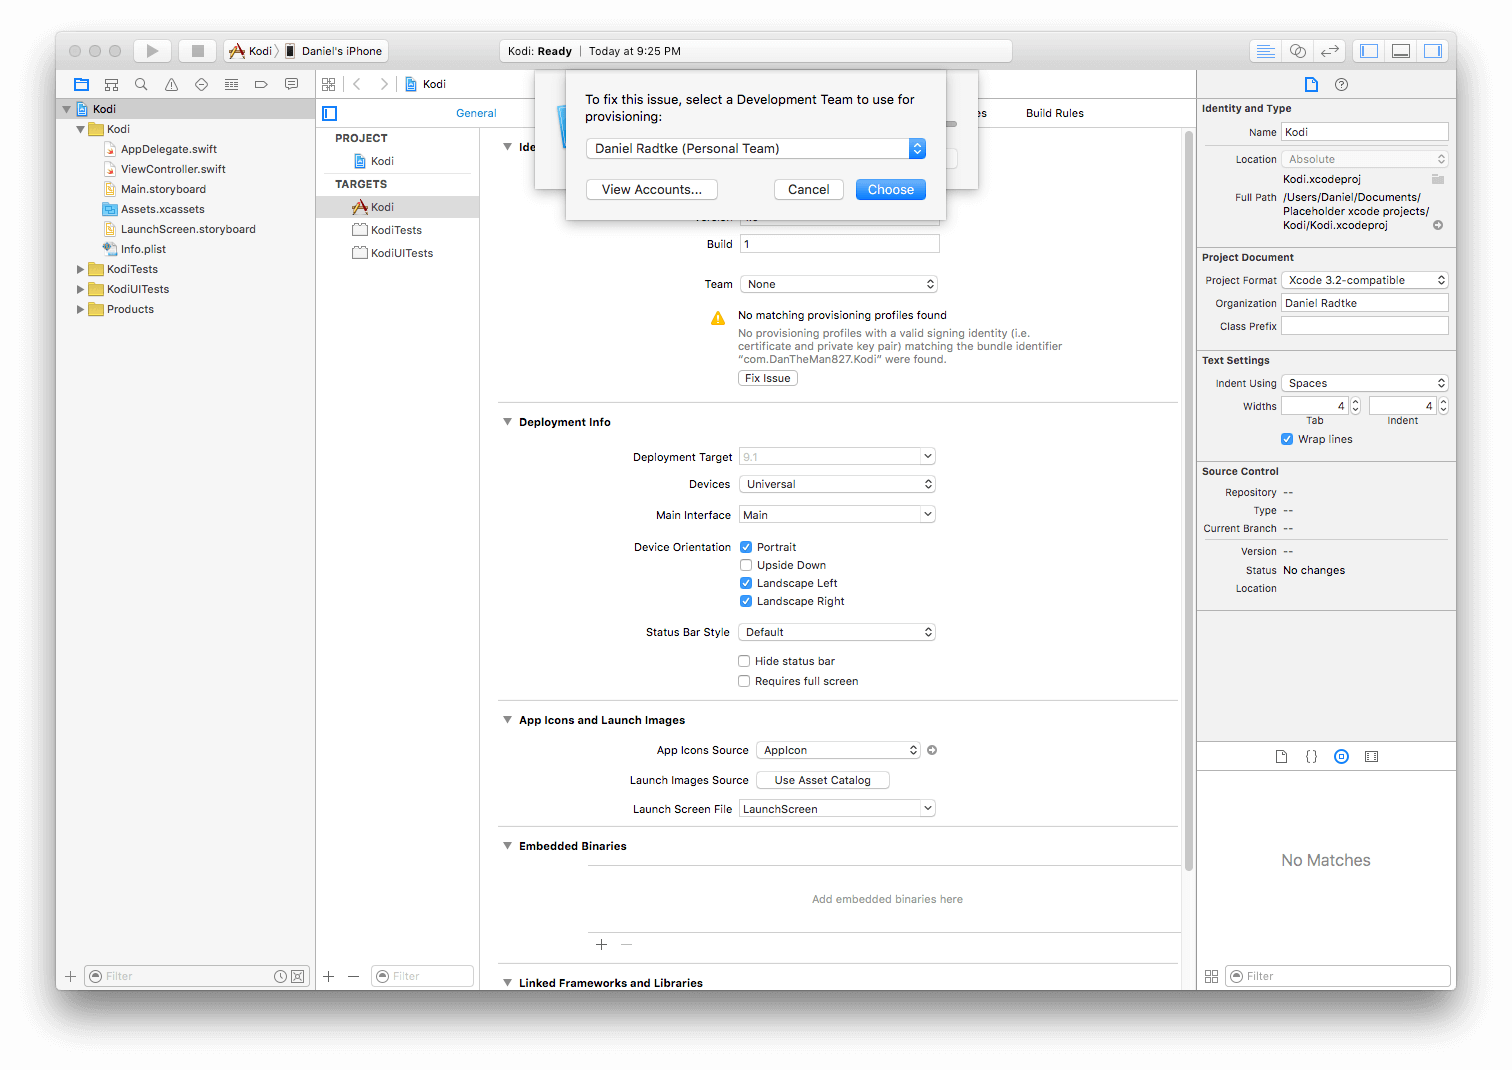 Kodi
Daniel's iPhone
Kodi: Ready
Today at 9:25 PM
Kodi
Kodi
AppDelegate.swift
ViewController.swift
Main.storyboard
Assets.xcassets
LaunchScreen.storyboard
Info.plist
KodiTests
KodiUITests
Products
Filter
Kodi
General
Build Rules
PROJECT
Kodi
TARGETS
Kodi
KodiTests
KodiUITests
Filter
To fix this issue, select a Development Team to use for
provisioning:
Daniel Radtke (Personal Team)
View Accounts...
Cancel
Choose
Build
1
Team
None
No matching provisioning profiles found
No provisioning profiles with a valid signing identity (i.e.
certificate and private key pair) matching the bundle identifier
“com.DanTheMan827.Kodi” were found.
Fix Issue
Deployment Info
Deployment Target
9.1
Devices
Universal
Main Interface
Main
Device Orientation
Portrait
Upside Down
Landscape Left
Landscape Right
Status Bar Style
Default
Hide status bar
Requires full screen
App Icons and Launch Images
App Icons Source
AppIcon
Launch Images Source
Use Asset Catalog
Launch Screen File
LaunchScreen
Embedded Binaries
Add embedded binaries here
Linked Frameworks and Libraries
Identity and Type
Name
Kodi
Location
Absolute
Kodi.xcodeproj
Full Path
/Users/Daniel/Documents/
Placeholder xcode projects/
Kodi/Kodi.xcodeproj
Project Document
Project Format
Xcode 3.2-compatible
Organization
Daniel Radtke
Class Prefix
Text Settings
Indent Using
Spaces
Widths
4
4
Tab
Indent
Wrap lines
Source Control
Repository --
Type --
Current Branch --
Version --
Status No changes
Location
No Matches
Filter